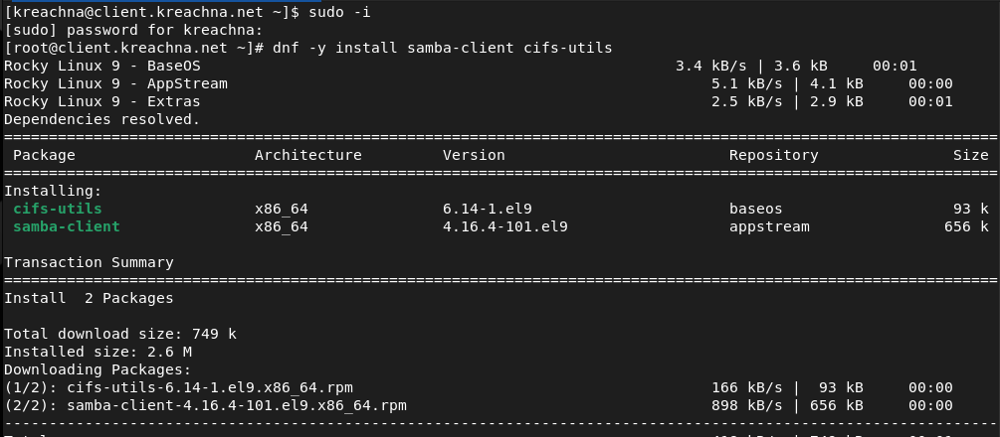 [kreachna@client.kreachna.net ~]$ sudo -i
[sudo] password for kreachna:
[root@client.kreachna.net ~]# dnf -y install samba-client cifs-utils
Rocky Linux 9 - BaseOS 3.4 kB/s | 3.6 kB 00:01
Rocky Linux 9 - AppStream 5.1 kB/s | 4.1 kB 00:00
Rocky Linux 9 - Extras 2.5 kB/s | 2.9 kB 00:01
Dependencies resolved.
================================================================================
Package Architecture Version Repository Size
================================================================================
Installing:
cifs-utils x86_64 6.14-1.el9 baseos 93 k
samba-client x86_64 4.16.4-101.el9 appstream 656 k
Transaction Summary
================================================================================
Install 2 Packages
Total download size: 749 k
Installed size: 2.6 M
Downloading Packages:
(1/2): cifs-utils-6.14-1.el9.x86_64.rpm 166 kB/s | 93 kB 00:00
(2/2): samba-client-4.16.4-101.el9.x86_64.rpm 898 kB/s | 656 kB 00:00
--------------------------------------------------------------------------------